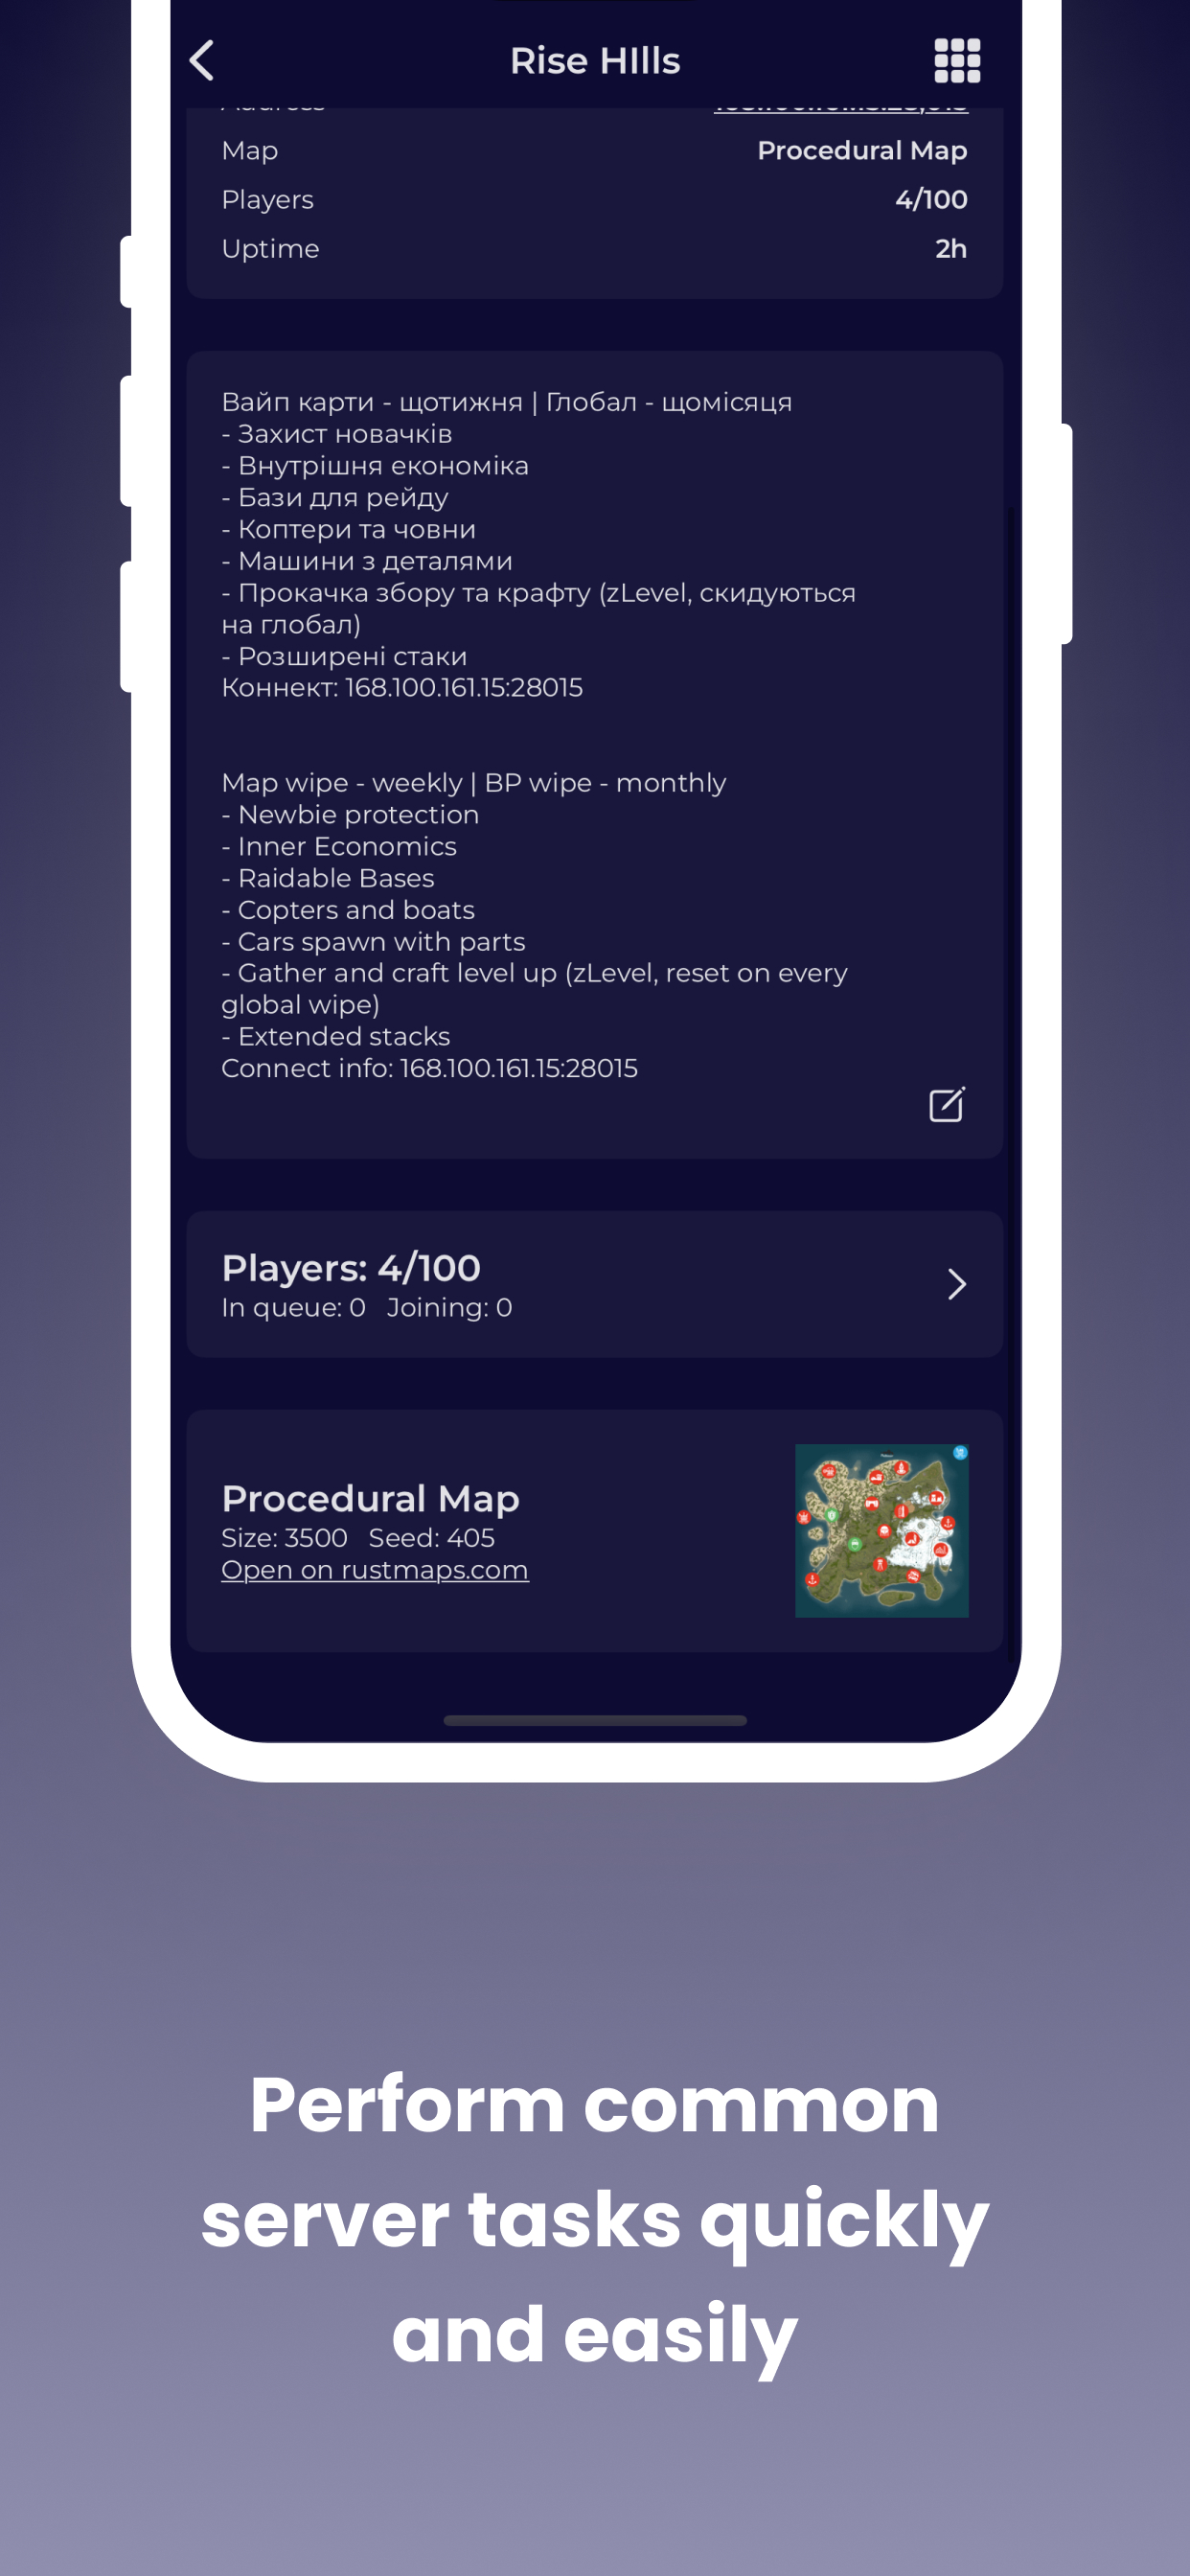 Rise HIlls
Map Procedural Map
Players 4/100
Uptime 2h
Вайп карти - щотижня | Глобал - щомісяця
- Захист новачків
- Внутрішня економіка
- Бази для рейду
- Коптери та човни
- Машини з деталями
- Прокачка збору та крафту (zLevel, скидуються
на глобал)
- Розширені стаки
Коннект: 168.100.161.15:28015
Map wipe - weekly | BP wipe - monthly
- Newbie protection
- Inner Economics
- Raidable Bases
- Copters and boats
- Cars spawn with parts
- Gather and craft level up (zLevel, reset on every
global wipe)
- Extended stacks
Connect info: 168.100.161.15:28015
Players: 4/100
In queue: 0 Joining: 0
Procedural Map
Size: 3500 Seed: 405
Open on rustmaps.com
Perform common
server tasks quickly
and easily